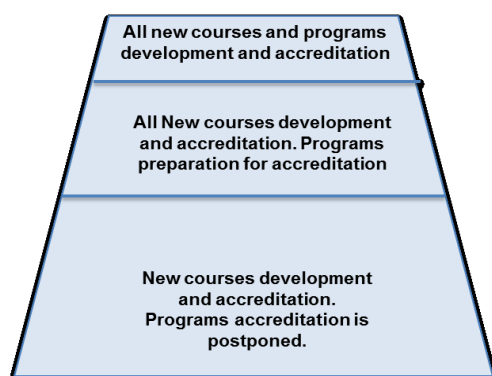 All new courses and programs
development and accreditation
All New courses development
and accreditation. Programs
preparation for accreditation
New courses development
and accreditation.
Programs accreditation is
postponed.